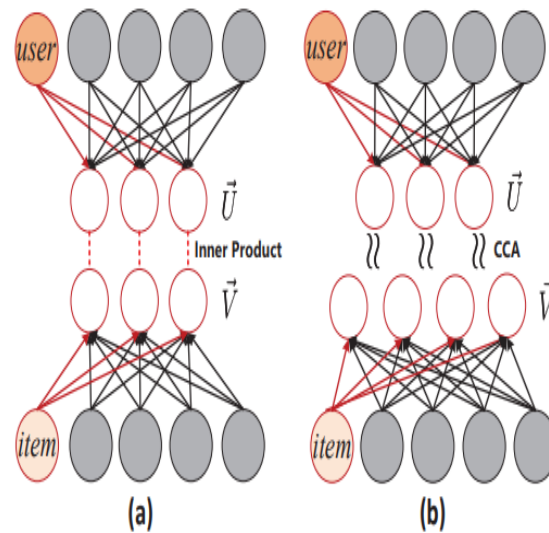 user
user
U⃗
U⃗
Inner Product
CCA
V⃗
V⃗
item
item
(a)
(b)